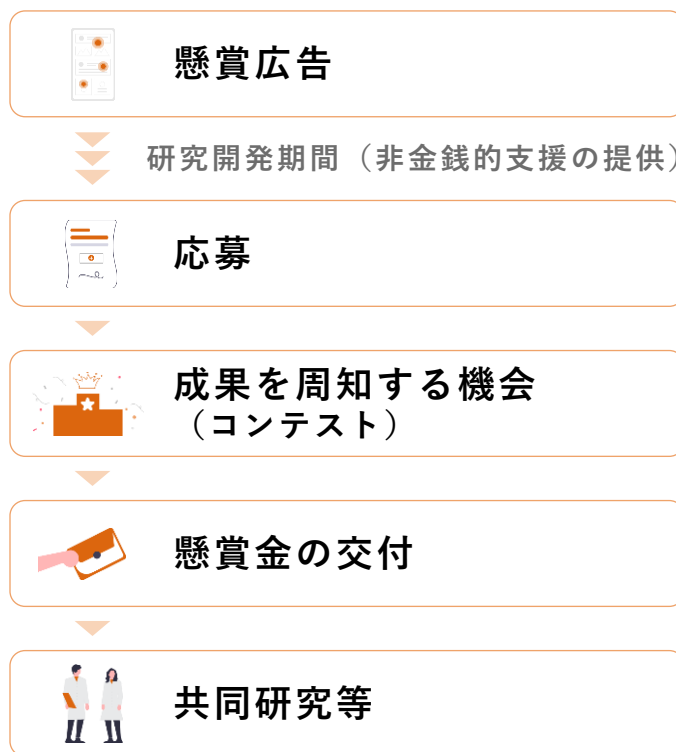 懸賞広告
研究開発期間（非金銭的支援の提供）
応募
成果を周知する機会
（コンテスト）
懸賞金の交付
共同研究等